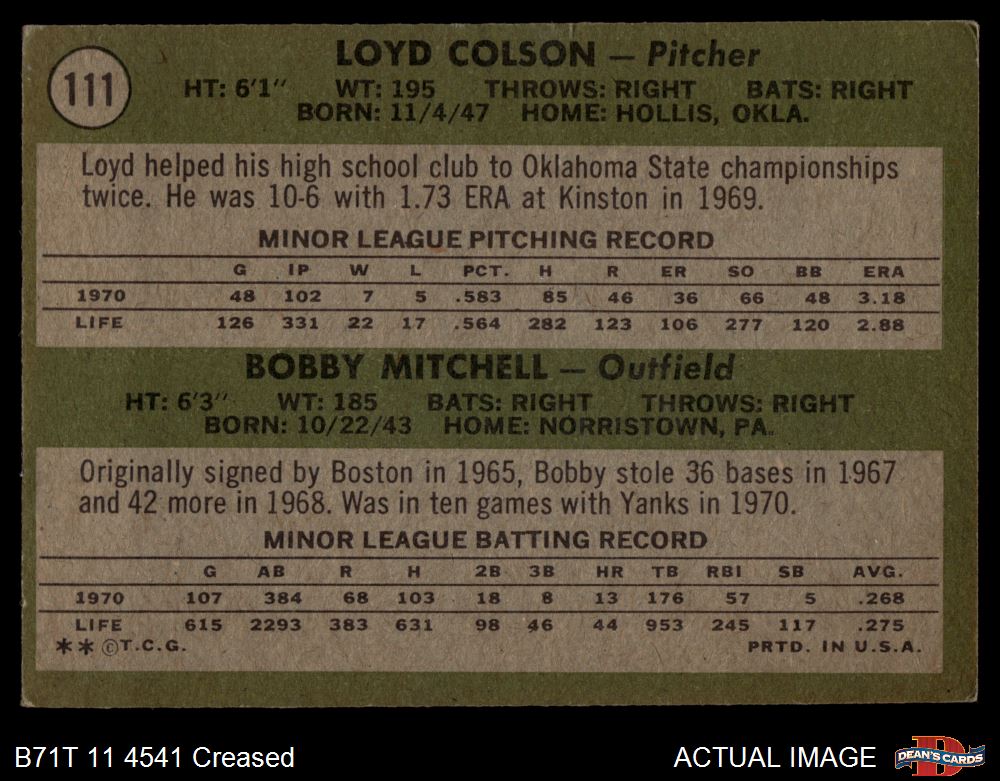 111
LOYD COLSON — Pitcher
HT: 6'1" WT: 195 THROWS: RIGHT BATS: RIGHT
BORN: 11/4/47 HOME: HOLLIS, OKLA.
Loyd helped his high school club to Oklahoma State championships
twice. He was 10-6 with 1.73 ERA at Kinston in 1969.
MINOR LEAGUE PITCHING RECORD
G IP W L PCT. H R ER SO BB ERA
1970 48 102 7 5 .583 85 46 36 66 48 3.18
LIFE 126 331 22 17 .564 282 123 106 277 120 2.88
BOBBY MITCHELL — Outfield
HT: 6'3" WT: 185 BATS: RIGHT THROWS: RIGHT
BORN: 10/22/43 HOME: NORRISTOWN, PA.
Originally signed by Boston in 1965, Bobby stole 36 bases in 1967
and 42 more in 1968. Was in ten games with Yanks in 1970.
MINOR LEAGUE BATTING RECORD
G AB R H 2B 3B HR TB RBI SB AVG.
1970 107 384 68 103 18 8 13 176 57 5 .268
LIFE 615 2293 383 631 98 46 44 953 245 117 .275
** ©T.C.G. PRTD. IN U.S.A.
B71T 11 4541 Creased ACTUAL IMAGE D DEAN'S CARDS